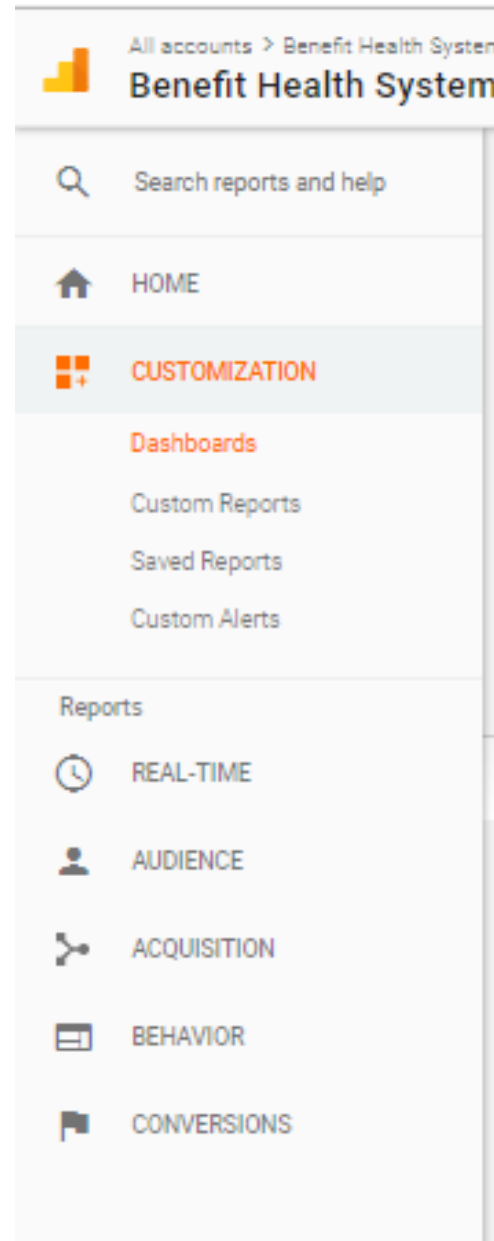 All accounts > Benefit Health System
Benefit Health System
Search reports and help
HOME
CUSTOMIZATION
Dashboards
Custom Reports
Saved Reports
Custom Alerts
Reports
REAL-TIME
AUDIENCE
ACQUISITION
BEHAVIOR
CONVERSIONS